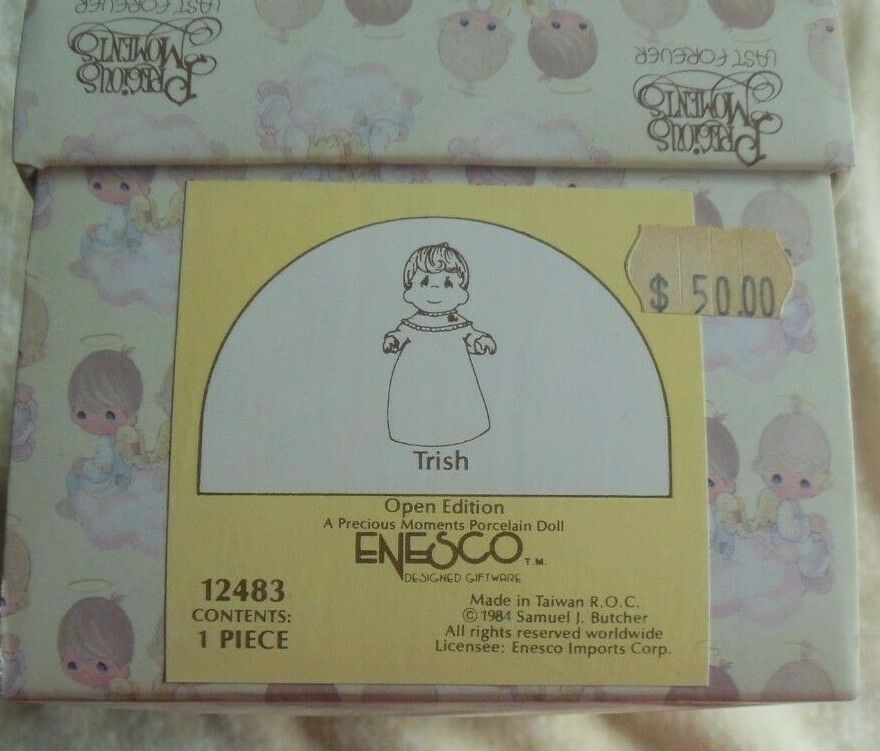 LAST FOREVER
PRECIOUS
MOMENTS
LAST FOREVER
PRECIOUS
MOMENTS
$ 50.00
Trish
Open Edition
A Precious Moments Porcelain Doll
ENESCO T.M.
DESIGNED GIFTWARE
12483
CONTENTS:
1 PIECE
Made in Taiwan R.O.C.
© 1984 Samuel J. Butcher
All rights reserved worldwide
Licensee: Enesco Imports Corp.